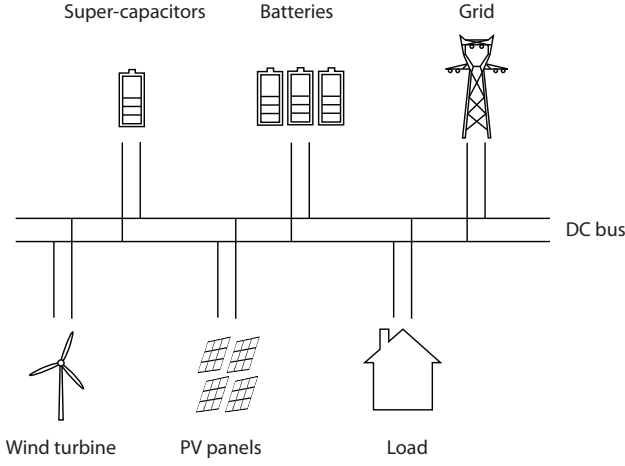 Super-capacitors
Batteries
Grid
DC bus
Wind turbine
PV panels
Load